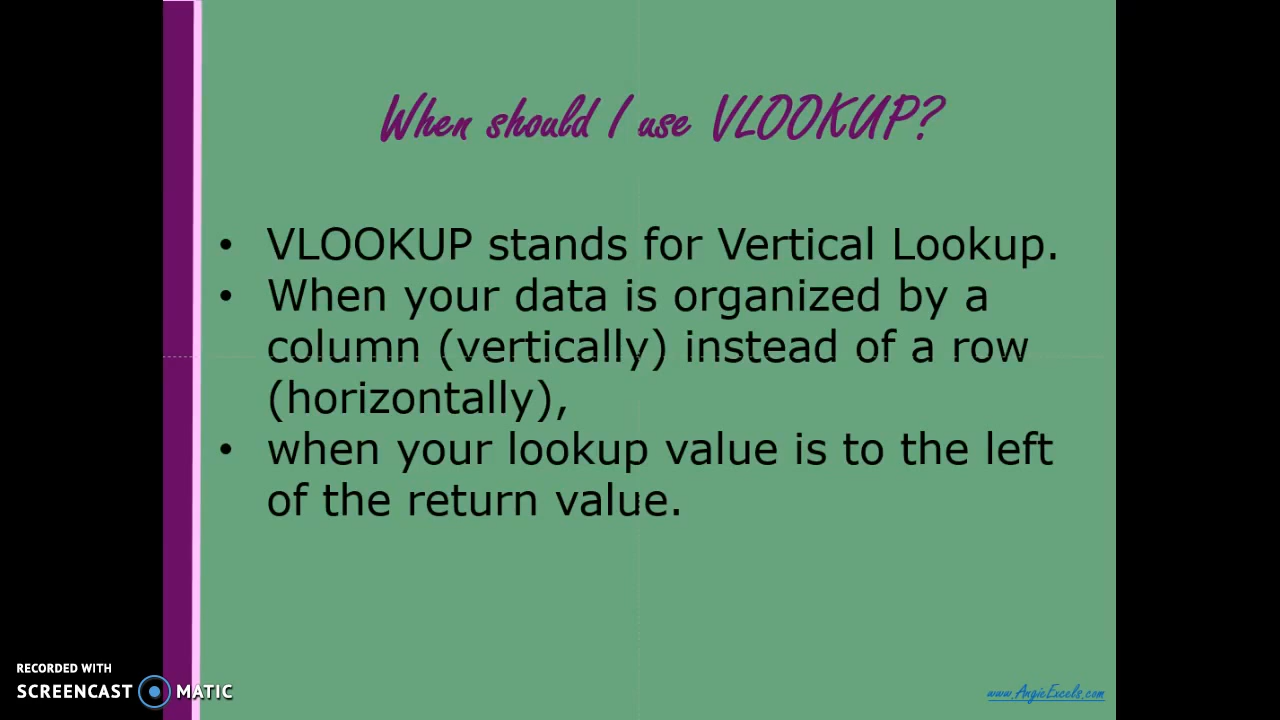 When should I use VLOOKUP?
• VLOOKUP stands for Vertical Lookup.
• When your data is organized by a
column (vertically) instead of a row
(horizontally),
• when your lookup value is to the left
of the return value.
RECORDED WITH
SCREENCAST MATIC
www.AngieExcels.com